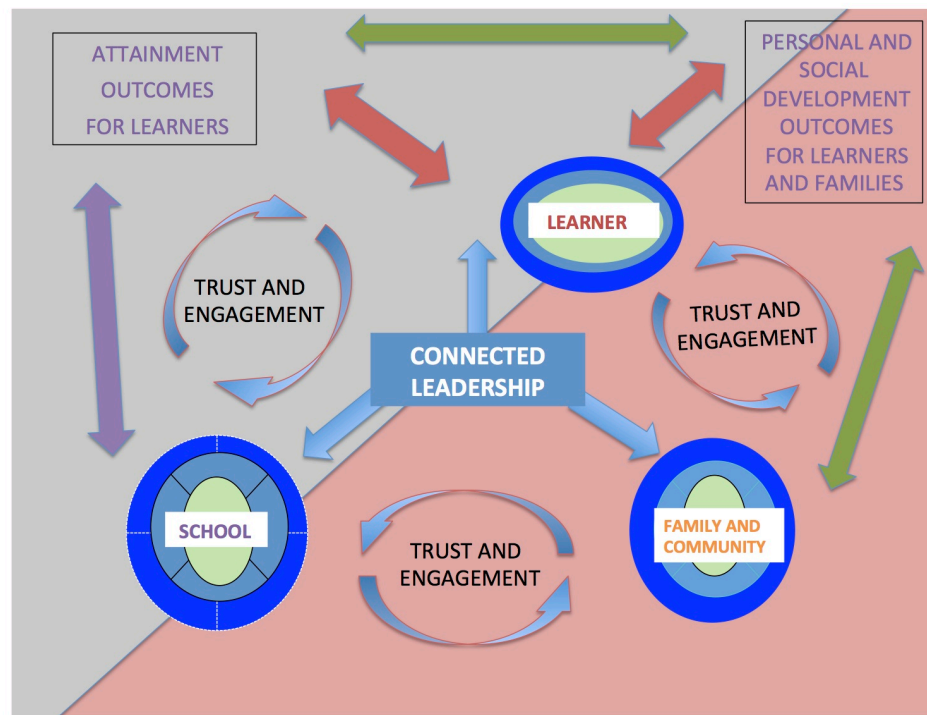 ATTAINMENT
OUTCOMES
FOR LEARNERS
PERSONAL AND
SOCIAL
DEVELOPMENT
OUTCOMES
FOR LEARNERS
AND FAMILIES
LEARNER
TRUST AND
ENGAGEMENT
TRUST AND
ENGAGEMENT
CONNECTED
LEADERSHIP
SCHOOL
FAMILY AND
COMMUNITY
TRUST AND
ENGAGEMENT